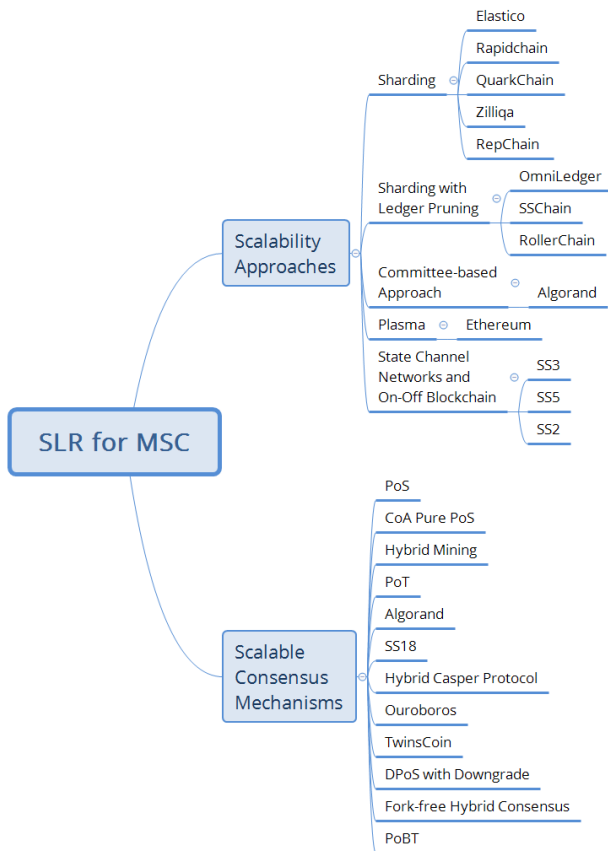 SLR for MSC
Scalability
Approaches
Sharding
Elastico
Rapidchain
QuarkChain
Zilliqa
RepChain
Sharding with
Ledger Pruning
OmniLedger
SSChain
RollerChain
Committee-based
Approach
Algorand
Plasma
Ethereum
State Channel
Networks and
On-Off Blockchain
SS3
SS5
SS2
Scalable
Consensus
Mechanisms
PoS
CoA Pure PoS
Hybrid Mining
PoT
Algorand
SS18
Hybrid Casper Protocol
Ouroboros
TwinsCoin
DPoS with Downgrade
Fork-free Hybrid Consensus
PoBT